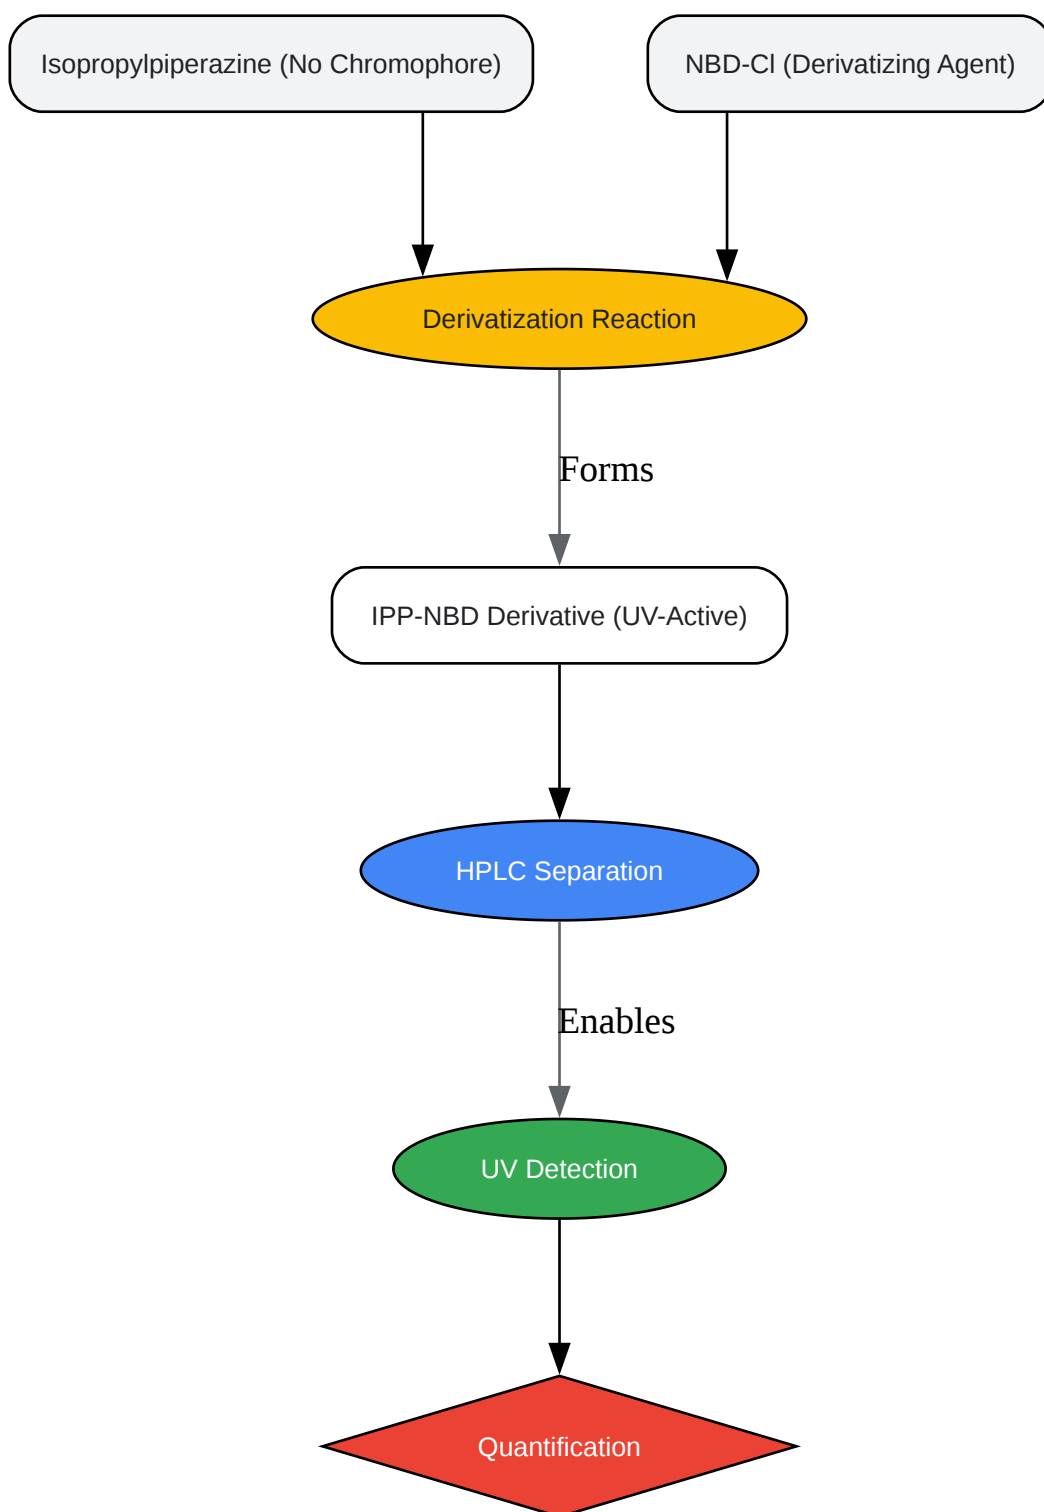 Isopropylpiperazine (No Chromophore)
NBD-Cl (Derivatizing Agent)
Derivatization Reaction
Forms
IPP-NBD Derivative (UV-Active)
HPLC Separation
Enables
UV Detection
Quantification